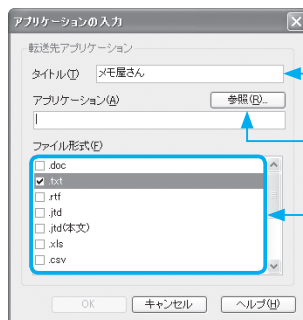 アプリケーションの入力
転送先アプリケーション
タイトル(T) メモ屋さん
アプリケーション(A) 参照(R)...
ファイル形式(F)
.doc
.txt
.rtf
.jtd
.jtd(本文)
.xls
.csv
OK キャンセル ヘルプ(H)